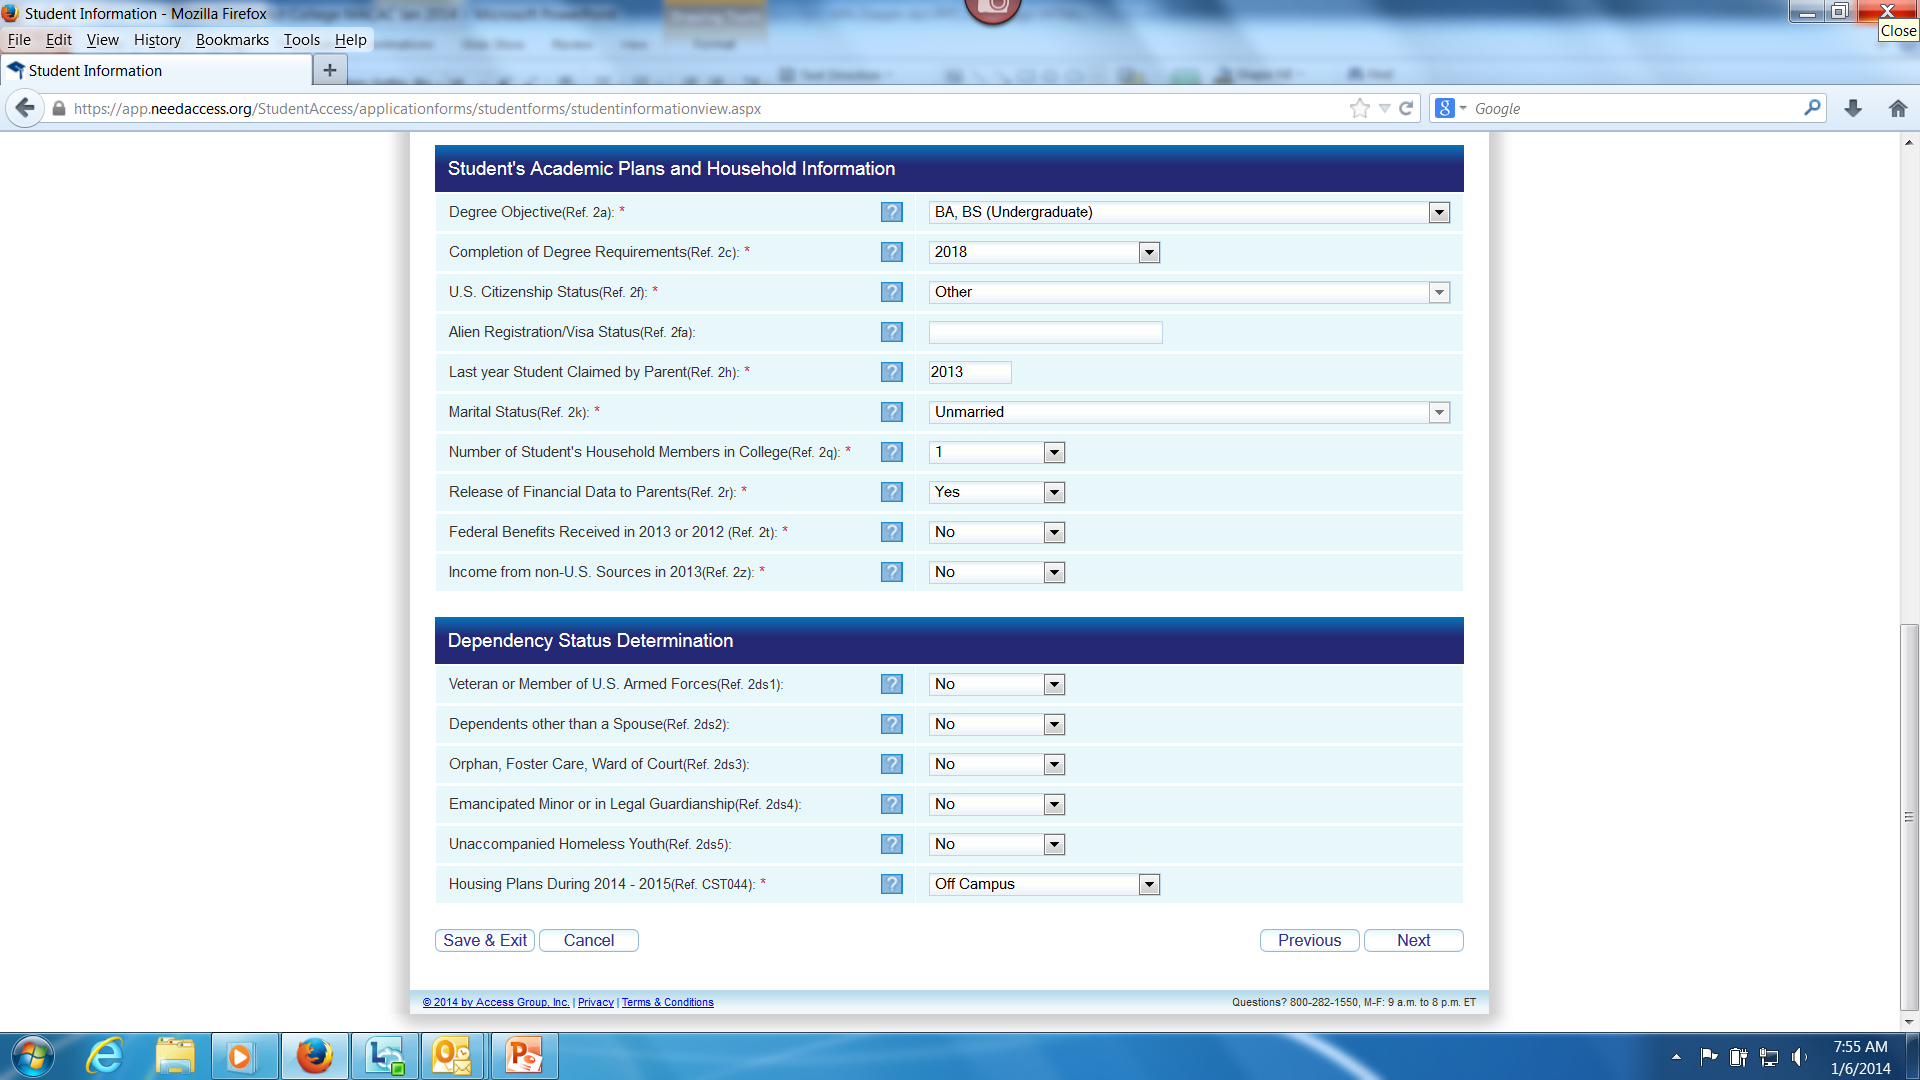 Student Information - Mozilla Firefox
Close
File Edit View History Bookmarks Tools Help
Student Information
https://app.needaccess.org/StudentAccess/applicationforms/studentforms/studentinformationview.aspx
Google
Student's Academic Plans and Household Information
Degree Objective(Ref. 2a): * ? BA, BS (Undergraduate)
Completion of Degree Requirements(Ref. 2c): * ? 2018
U.S. Citizenship Status(Ref. 2f): * ? Other
Alien Registration/Visa Status(Ref. 2fa): ?
Last year Student Claimed by Parent(Ref. 2h): * ? 2013
Marital Status(Ref. 2k): * ? Unmarried
Number of Student's Household Members in College(Ref. 2q): * ? 1
Release of Financial Data to Parents(Ref. 2r): * ? Yes
Federal Benefits Received in 2013 or 2012 (Ref. 2t): * ? No
Income from non-U.S. Sources in 2013(Ref. 2z): * ? No
Dependency Status Determination
Veteran or Member of U.S. Armed Forces(Ref. 2ds1): ? No
Dependents other than a Spouse(Ref. 2ds2): ? No
Orphan, Foster Care, Ward of Court(Ref. 2ds3): ? No
Emancipated Minor or in Legal Guardianship(Ref. 2ds4): ? No
Unaccompanied Homeless Youth(Ref. 2ds5): ? No
Housing Plans During 2014 - 2015(Ref. CST044): * ? Off Campus
Save & Exit Cancel Previous Next
© 2014 by Access Group, Inc. | Privacy | Terms & Conditions Questions? 800-282-1550, M-F: 9 a.m. to 8 p.m. ET
7:55 AM
1/6/2014